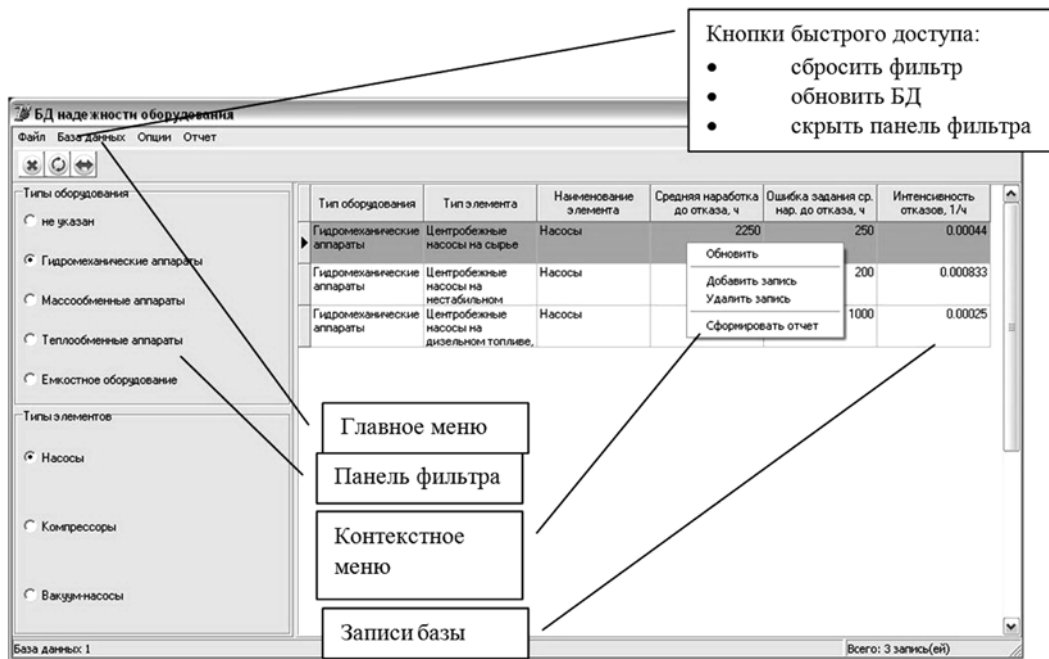 Кнопки быстрого доступа:
• сбросить фильтр
• обновить БД
• скрыть панель фильтра
БД надежности оборудования
Файл База данных Опции Отчет
Типы оборудования
не указан
Гидромеханические аппараты
Массообменные аппараты
Теплообменные аппараты
Емкостное оборудование
Типы элементов
Насосы
Компрессоры
Вакуум-насосы
Тип оборудования Тип элемента Наименование элемента Средняя наработка до отказа, ч Ошибка задания ср. нар. до отказа, ч Интенсивность отказов, 1/ч
Гидромеханические аппараты Центробежные насосы на сырье Насосы 2250 250 0.00044
Гидромеханические аппараты Центробежные насосы на нестабильном Насосы 200 0.000833
Гидромеханические аппараты Центробежные насосы на дизельном топливе, Насосы 1000 0.00025
Обновить
Добавить запись
Удалить запись
Сформировать отчет
Главное меню
Панель фильтра
Контекстное
меню
Записи базы
База данных 1
Всего: 3 запись(ей)